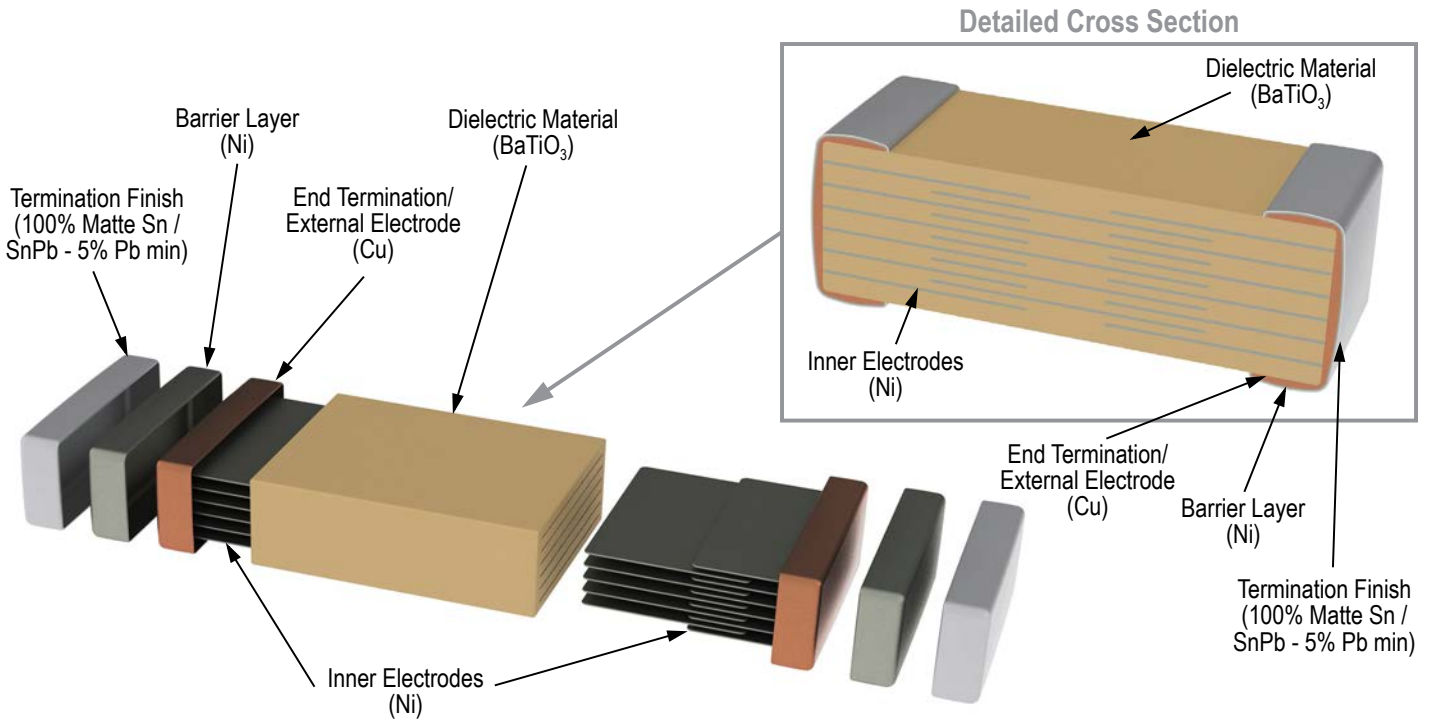 Detailed Cross Section
Dielectric Material
(BaTiO₃)
Barrier Layer
(Ni)
Dielectric Material
(BaTiO₃)
Termination Finish
(100% Matte Sn /
SnPb - 5% Pb min)
End Termination/
External Electrode
(Cu)
Inner Electrodes
(Ni)
End Termination/
External Electrode
(Cu)
Barrier Layer
(Ni)
Termination Finish
(100% Matte Sn /
SnPb - 5% Pb min)
Inner Electrodes
(Ni)